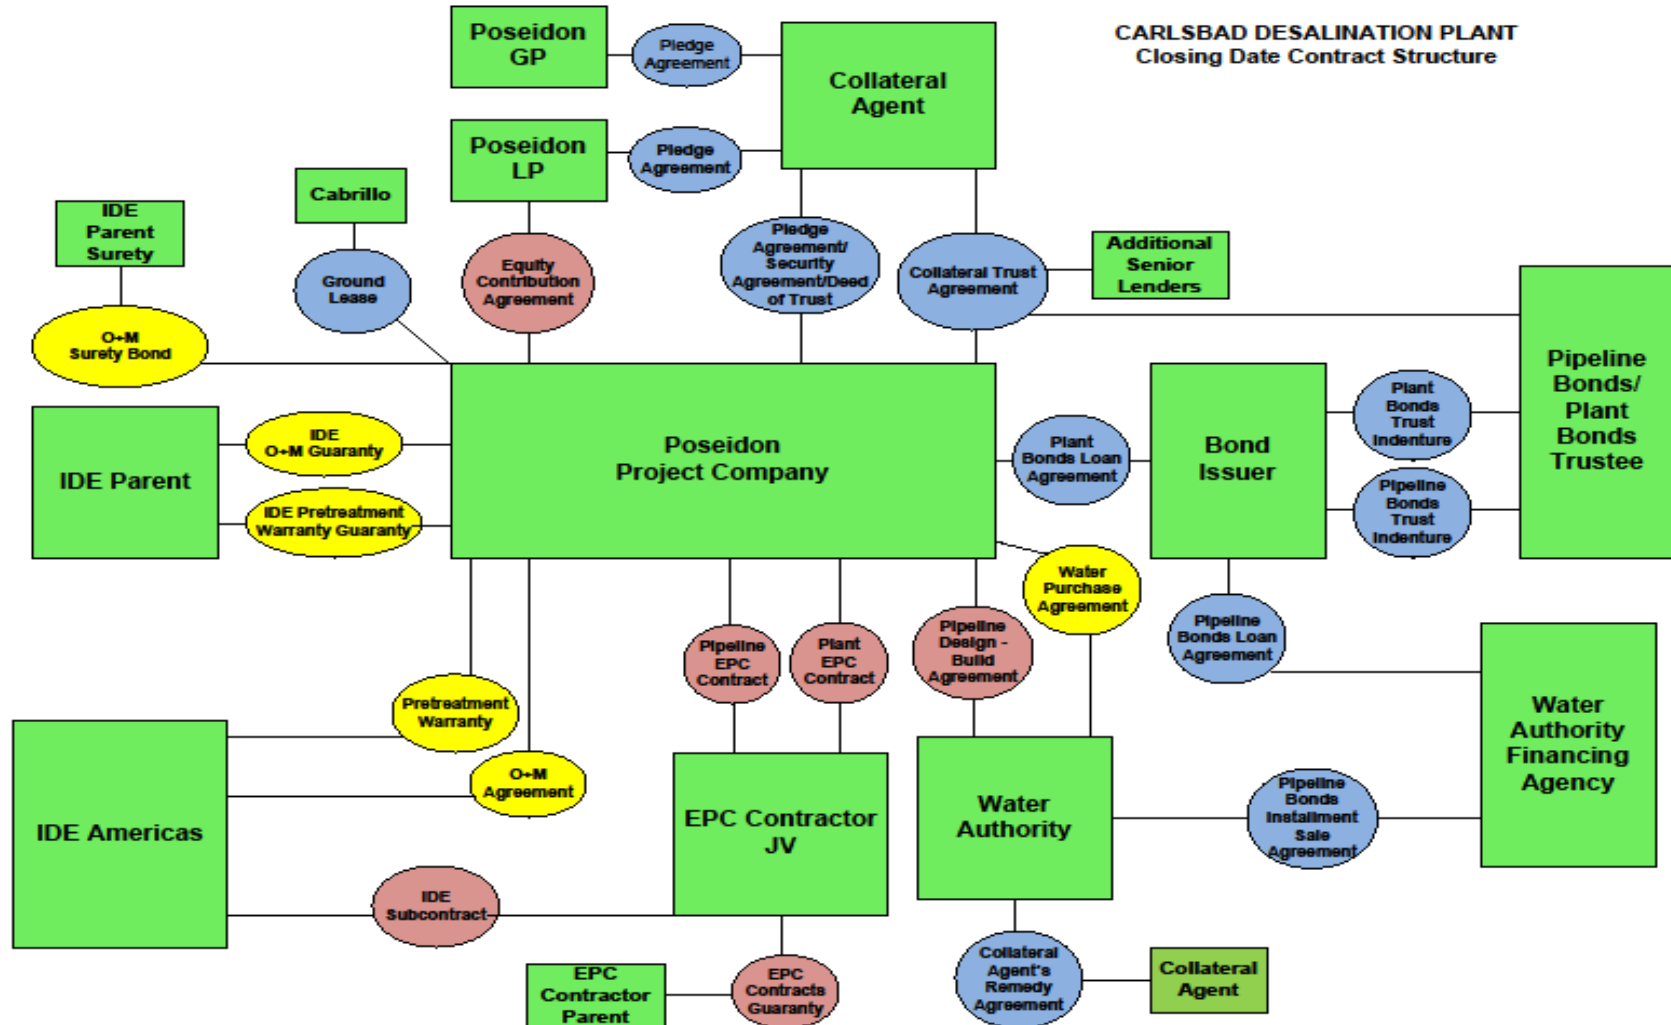 CARLSBAD DESALINATION PLANT
Closing Date Contract Structure
Poseidon
GP
Pledge
Agreement
Collateral
Agent
Poseidon
LP
Pledge
Agreement
Cabrillo
IDE
Parent
Surety
Ground
Lease
Equity
Contribution
Agreement
Pledge
Agreement/
Security
Agreement/Deed
of Trust
Collateral Trust
Agreement
Additional
Senior
Lenders
O+M
Surety Bond
Pipeline
Bonds/
Plant
Bonds
Trustee
IDE Parent
IDE
O+M Guaranty
IDE Pretreatment
Warranty Guaranty
Poseidon
Project Company
Plant
Bonds Loan
Agreement
Bond
Issuer
Plant
Bonds
Trust
Indenture
Pipeline
Bonds
Trust
Indenture
Water
Purchase
Agreement
Pipeline
EPC
Contract
Plant
EPC
Contract
Pipeline
Design -
Build
Agreement
Pipeline
Bonds Loan
Agreement
Pretreatment
Warranty
O+M
Agreement
IDE Americas
EPC Contractor
JV
Water
Authority
Pipeline
Bonds
Installment
Sale
Agreement
Water
Authority
Financing
Agency
IDE
Subcontract
EPC
Contractor
Parent
EPC
Contracts
Guaranty
Collateral
Agent's
Remedy
Agreement
Collateral
Agent